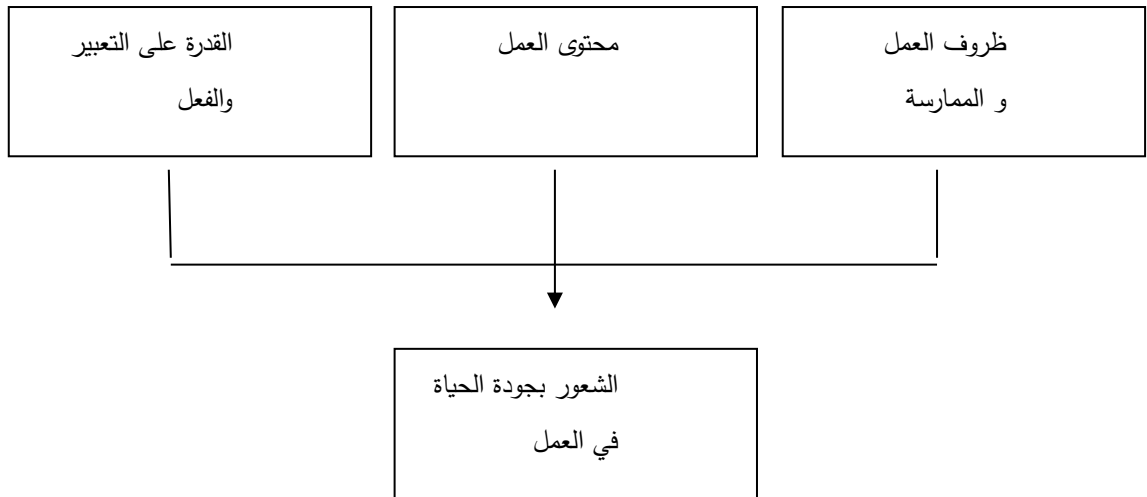 ظروف العمل
و الممارسة
محتوى العمل
القدرة على التعبير
والفعل
الشعور بجودة الحياة
في العمل